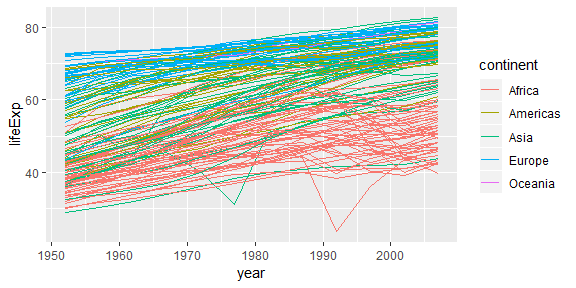 80
60
40
lifeExp
1950
1960
1970
1980
1990
2000
year
continent
Africa
Americas
Asia
Europe
Oceania